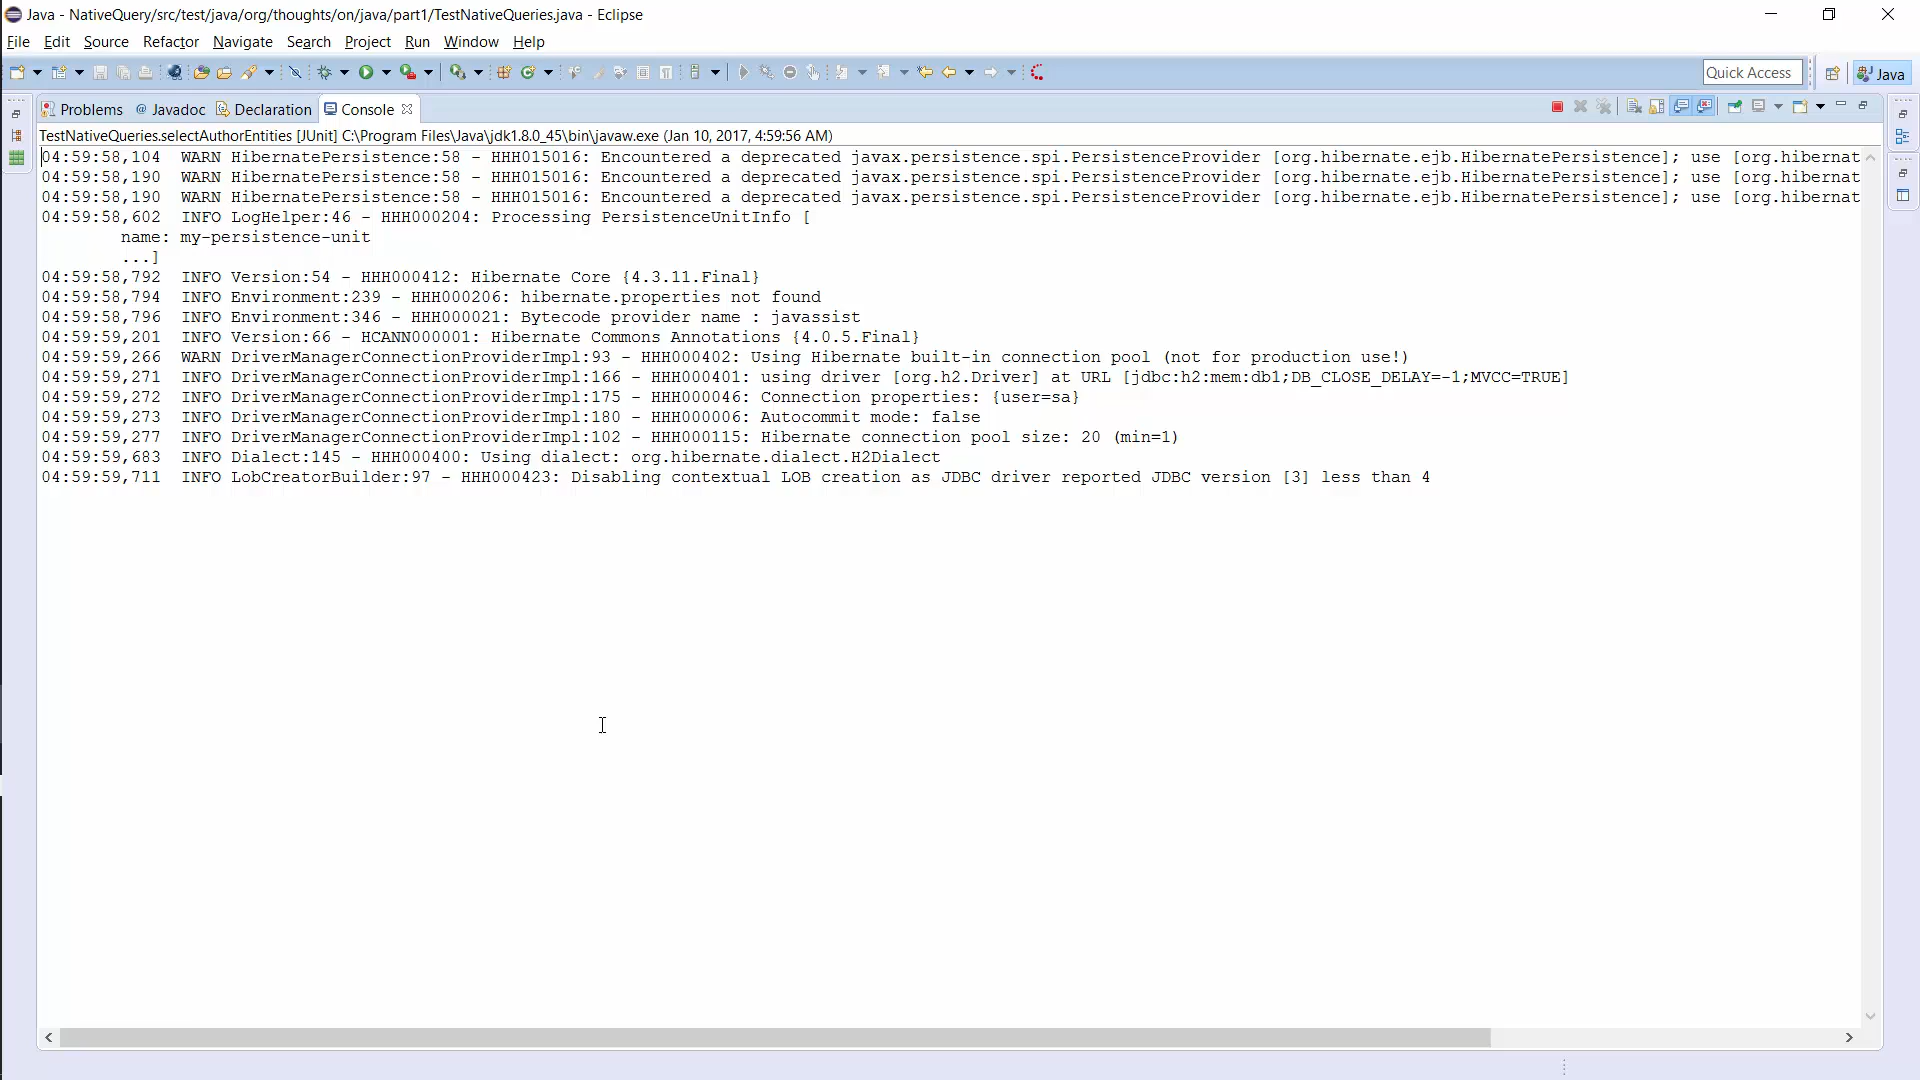 Java - NativeQuery/src/test/java/org/thoughts/on/java/part1/TestNativeQueries.java - Eclipse
File Edit Source Refactor Navigate Search Project Run Window Help
Quick Access Java
Problems @ Javadoc Declaration Console
TestNativeQueries.selectAuthorEntities [JUnit] C:\Program Files\Java\jdk1.8.0_45\bin\javaw.exe (Jan 10, 2017, 4:59:56 AM)
04:59:58,104 WARN HibernatePersistence:58 - HHH015016: Encountered a deprecated javax.persistence.spi.PersistenceProvider [org.hibernate.ejb.HibernatePersistence]; use [org.hibernat
04:59:58,190 WARN HibernatePersistence:58 - HHH015016: Encountered a deprecated javax.persistence.spi.PersistenceProvider [org.hibernate.ejb.HibernatePersistence]; use [org.hibernat
04:59:58,190 WARN HibernatePersistence:58 - HHH015016: Encountered a deprecated javax.persistence.spi.PersistenceProvider [org.hibernate.ejb.HibernatePersistence]; use [org.hibernat
04:59:58,602 INFO LogHelper:46 - HHH000204: Processing PersistenceUnitInfo [
name: my-persistence-unit
...]
04:59:58,792 INFO Version:54 - HHH000412: Hibernate Core {4.3.11.Final}
04:59:58,794 INFO Environment:239 - HHH000206: hibernate.properties not found
04:59:58,796 INFO Environment:346 - HHH000021: Bytecode provider name : javassist
04:59:59,201 INFO Version:66 - HCANN000001: Hibernate Commons Annotations {4.0.5.Final}
04:59:59,266 WARN DriverManagerConnectionProviderImpl:93 - HHH000402: Using Hibernate built-in connection pool (not for production use!)
04:59:59,271 INFO DriverManagerConnectionProviderImpl:166 - HHH000401: using driver [org.h2.Driver] at URL [jdbc:h2:mem:db1;DB_CLOSE_DELAY=-1;MVCC=TRUE]
04:59:59,272 INFO DriverManagerConnectionProviderImpl:175 - HHH000046: Connection properties: {user=sa}
04:59:59,273 INFO DriverManagerConnectionProviderImpl:180 - HHH000006: Autocommit mode: false
04:59:59,277 INFO DriverManagerConnectionProviderImpl:102 - HHH000115: Hibernate connection pool size: 20 (min=1)
04:59:59,683 INFO Dialect:145 - HHH000400: Using dialect: org.hibernate.dialect.H2Dialect
04:59:59,711 INFO LobCreatorBuilder:97 - HHH000423: Disabling contextual LOB creation as JDBC driver reported JDBC version [3] less than 4